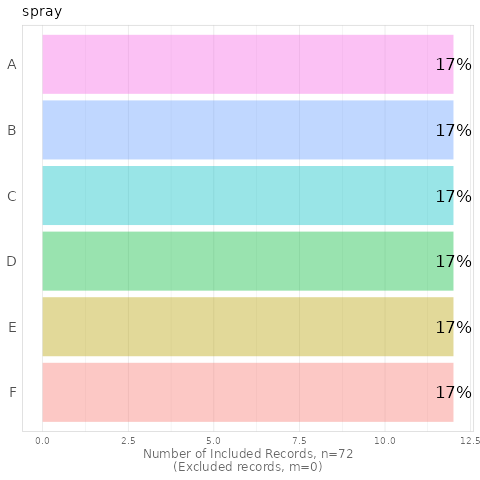 spray
A 17%
B 17%
C 17%
D 17%
E 17%
F 17%
0.0 2.5 5.0 7.5 10.0 12.5
Number of Included Records, n=72
(Excluded records, m=0)